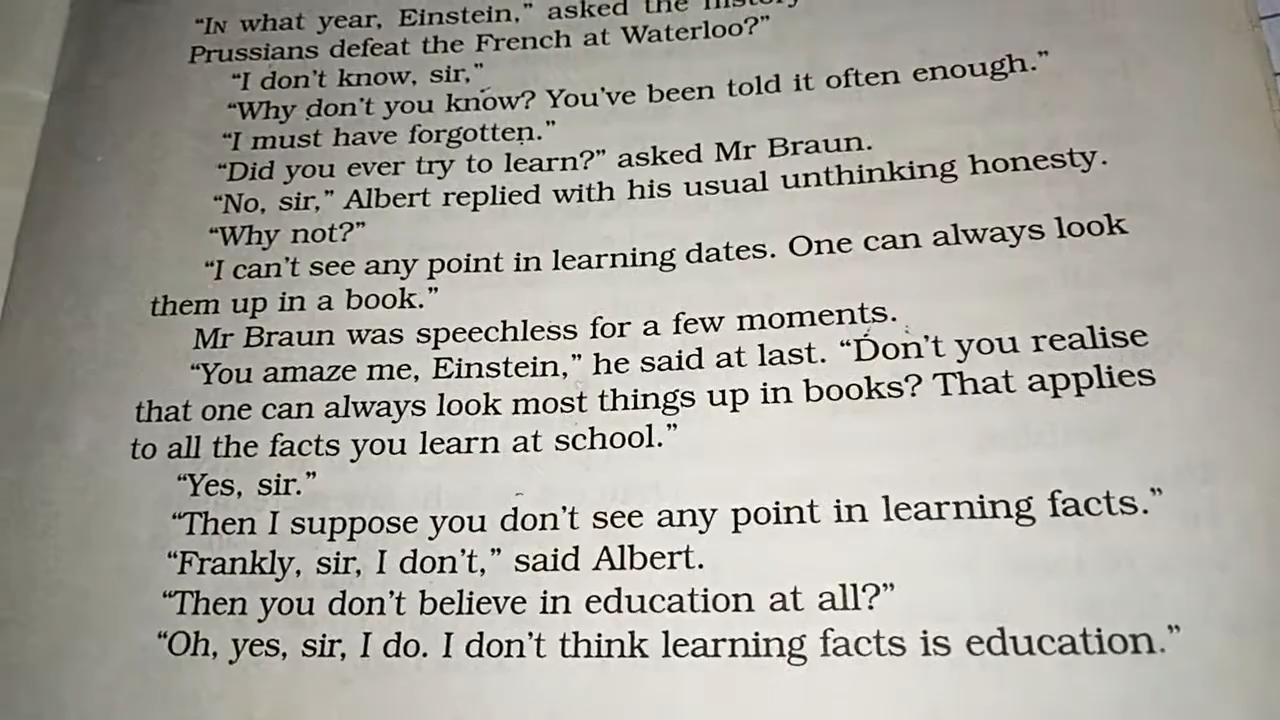 “IN what year, Einstein,” asked the
Prussians defeat the French at Waterloo?”
“I don't know, sir,”
“Why don't you know? You've been told it often enough.”
“I must have forgotten.”
“Did you ever try to learn?” asked Mr Braun.
“No, sir,” Albert replied with his usual unthinking honesty.
“Why not?”
“I can't see any point in learning dates. One can always look
them up in a book.”
Mr Braun was speechless for a few moments.
“You amaze me, Einstein,” he said at last. “Don't you realise
that one can always look most things up in books? That applies
to all the facts you learn at school.”
“Yes, sir.”
“Then I suppose you don't see any point in learning facts.”
“Frankly, sir, I don't,” said Albert.
“Then you don't believe in education at all?”
“Oh, yes, sir, I do. I don't think learning facts is education.”